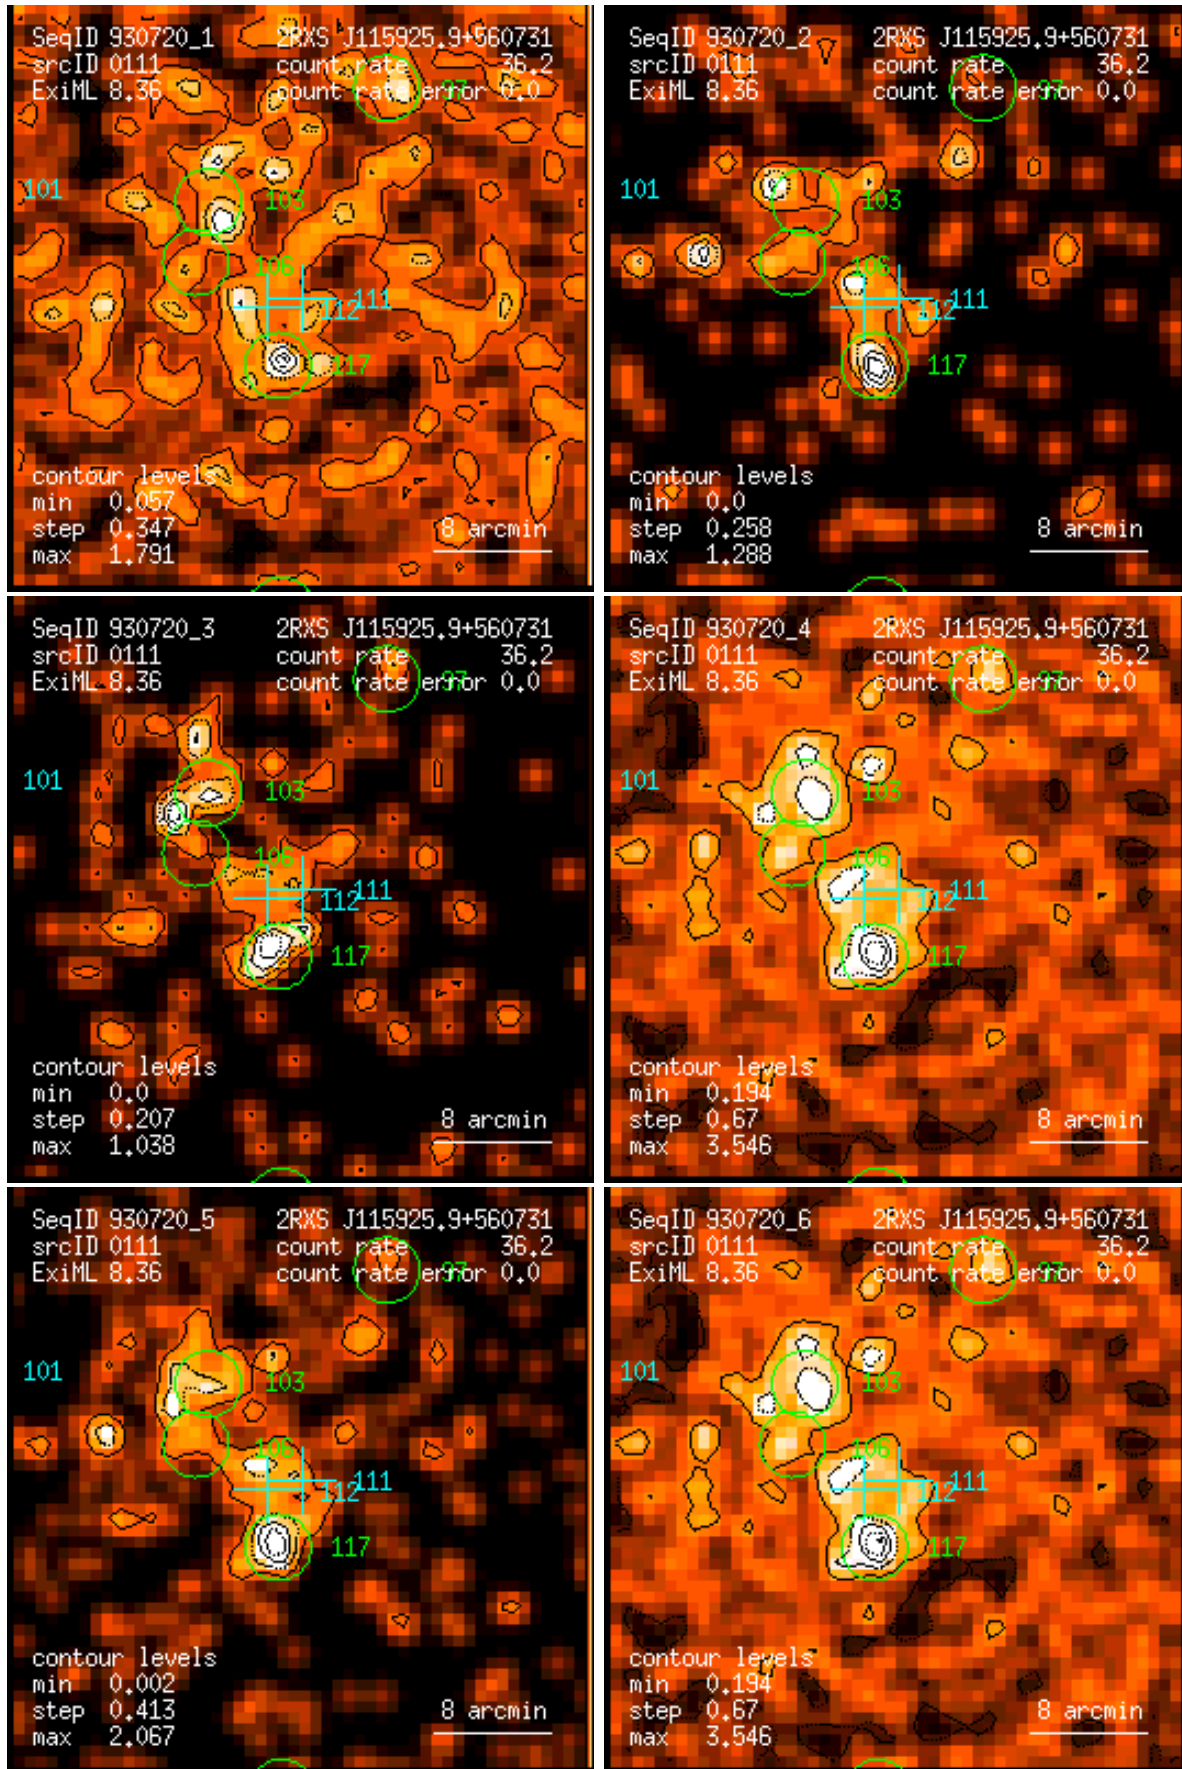 SeqID 930720_1 2RXS J115925.9+560731
srcID 0111 count rate 36.2
ExiML 8.36 count rate error 0.0
97
101
103
106
111
112
117
contour levels
min 0.057
step 0.347
max 1.791
8 arcmin
SeqID 930720_2 2RXS J115925.9+560731
srcID 0111 count rate 36.2
ExiML 8.36 count rate error 0.0
97
101
103
106
111
112
117
contour levels
min 0.0
step 0.258
max 1.288
8 arcmin
SeqID 930720_3 2RXS J115925.9+560731
srcID 0111 count rate 36.2
ExiML 8.36 count rate error 0.0
97
101
103
106
111
112
117
contour levels
min 0.0
step 0.207
max 1.038
8 arcmin
SeqID 930720_4 2RXS J115925.9+560731
srcID 0111 count rate 36.2
ExiML 8.36 count rate error 0.0
97
101
103
106
111
112
117
contour levels
min 0.194
step 0.67
max 3.546
8 arcmin
SeqID 930720_5 2RXS J115925.9+560731
srcID 0111 count rate 36.2
ExiML 8.36 count rate error 0.0
97
101
103
106
111
112
117
contour levels
min 0.002
step 0.413
max 2.067
8 arcmin
SeqID 930720_6 2RXS J115925.9+560731
srcID 0111 count rate 36.2
ExiML 8.36 count rate error 0.0
97
101
103
106
111
112
117
contour levels
min 0.194
step 0.67
max 3.546
8 arcmin